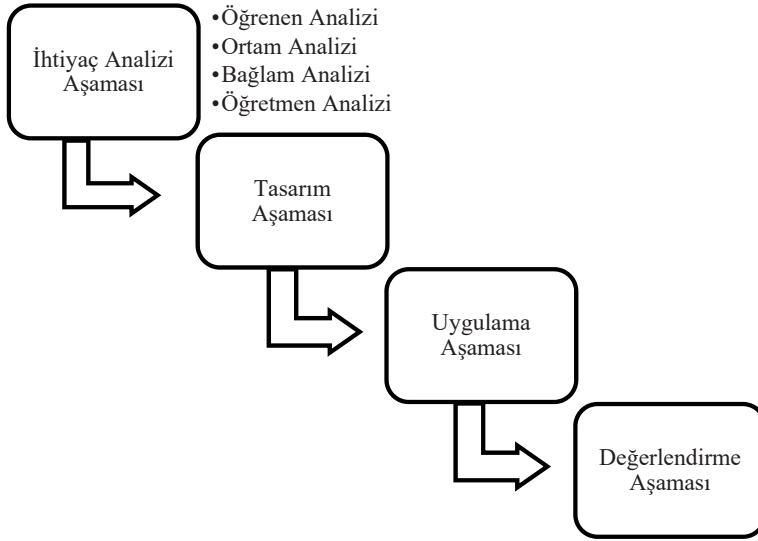 İhtiyaç Analizi
Aşaması
•Öğrenen Analizi
•Ortam Analizi
•Bağlam Analizi
•Öğretmen Analizi
Tasarım
Aşaması
Uygulama
Aşaması
Değerlendirme
Aşaması